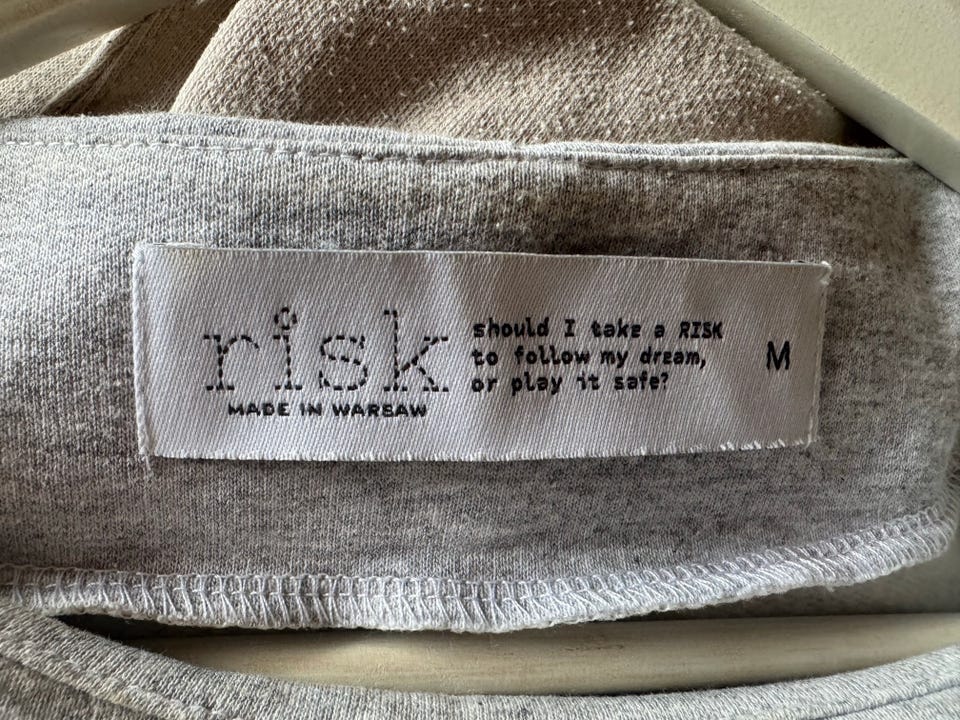 risk
MADE IN WARSAW
should I take a RISK
to follow my dream,
or play it safe?
M